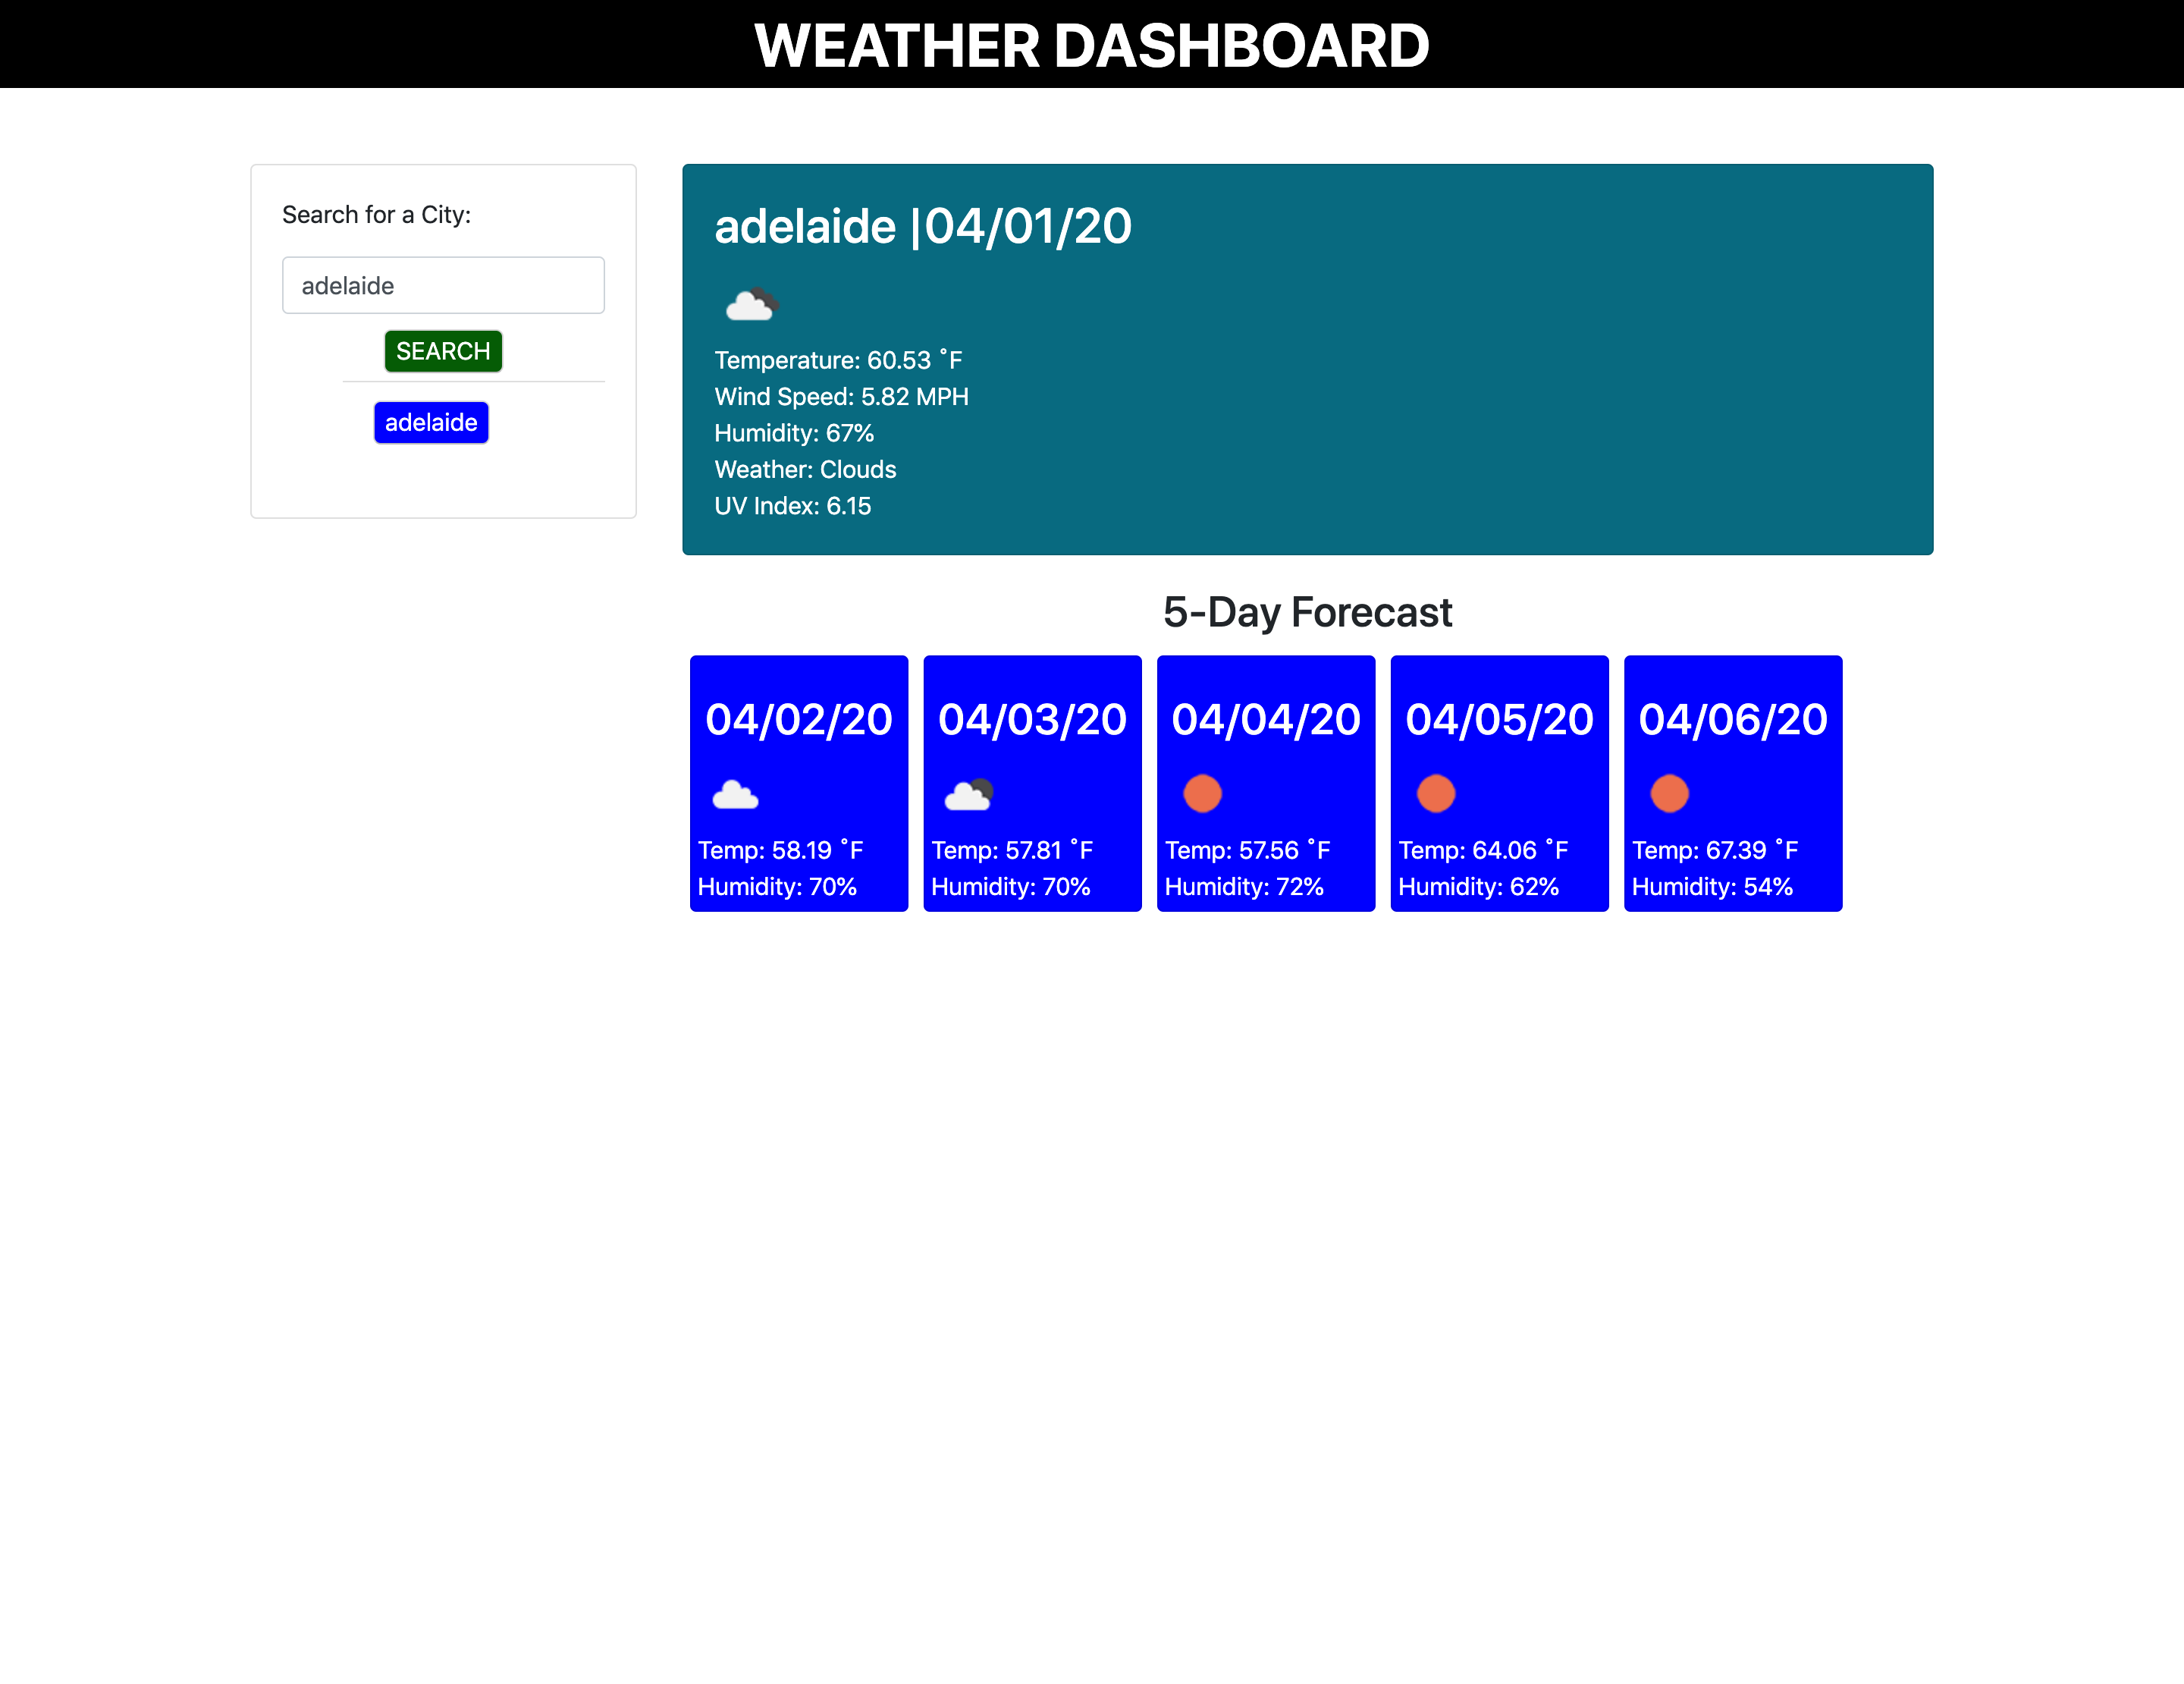 WEATHER DASHBOARD
Search for a City:
adelaide
SEARCH
adelaide
adelaide |04/01/20
Temperature: 60.53 ˚F
Wind Speed: 5.82 MPH
Humidity: 67%
Weather: Clouds
UV Index: 6.15
5-Day Forecast
04/02/20
Temp: 58.19 ˚F
Humidity: 70%
04/03/20
Temp: 57.81 ˚F
Humidity: 70%
04/04/20
Temp: 57.56 ˚F
Humidity: 72%
04/05/20
Temp: 64.06 ˚F
Humidity: 62%
04/06/20
Temp: 67.39 ˚F
Humidity: 54%